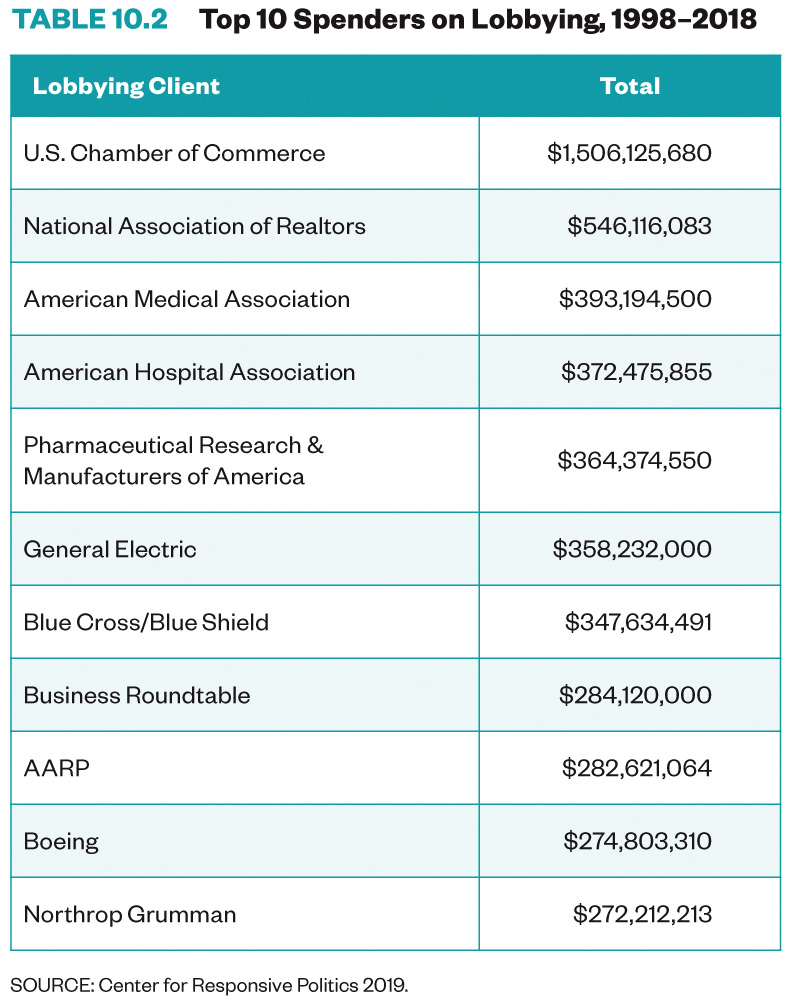 TABLE 10.2 Top 10 Spenders on Lobbying, 1998–2018
Lobbying Client Total
U.S. Chamber of Commerce $1,506,125,680
National Association of Realtors $546,116,083
American Medical Association $393,194,500
American Hospital Association $372,475,855
Pharmaceutical Research &
Manufacturers of America $364,374,550
General Electric $358,232,000
Blue Cross/Blue Shield $347,634,491
Business Roundtable $284,120,000
AARP $282,621,064
Boeing $274,803,310
Northrop Grumman $272,212,213
SOURCE: Center for Responsive Politics 2019.